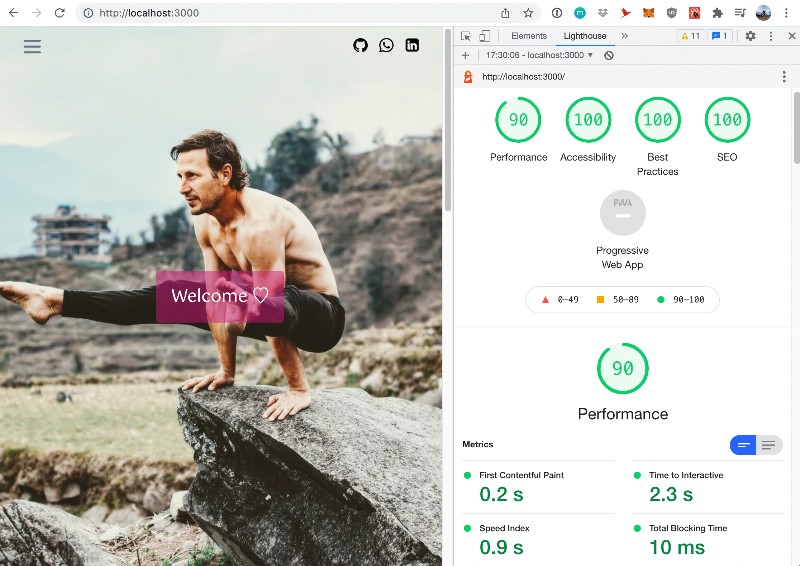 http://localhost:3000
Elements
Lighthouse
11
1
17:30:06 - localhost:3000
http://localhost:3000/
90
100
100
100
Performance
Accessibility
Best
Practices
SEO
PWA
Progressive
Web App
0–49
50–89
90–100
90
Performance
Metrics
First Contentful Paint
0.2 s
Time to Interactive
2.3 s
Speed Index
0.9 s
Total Blocking Time
10 ms
Welcome ♡